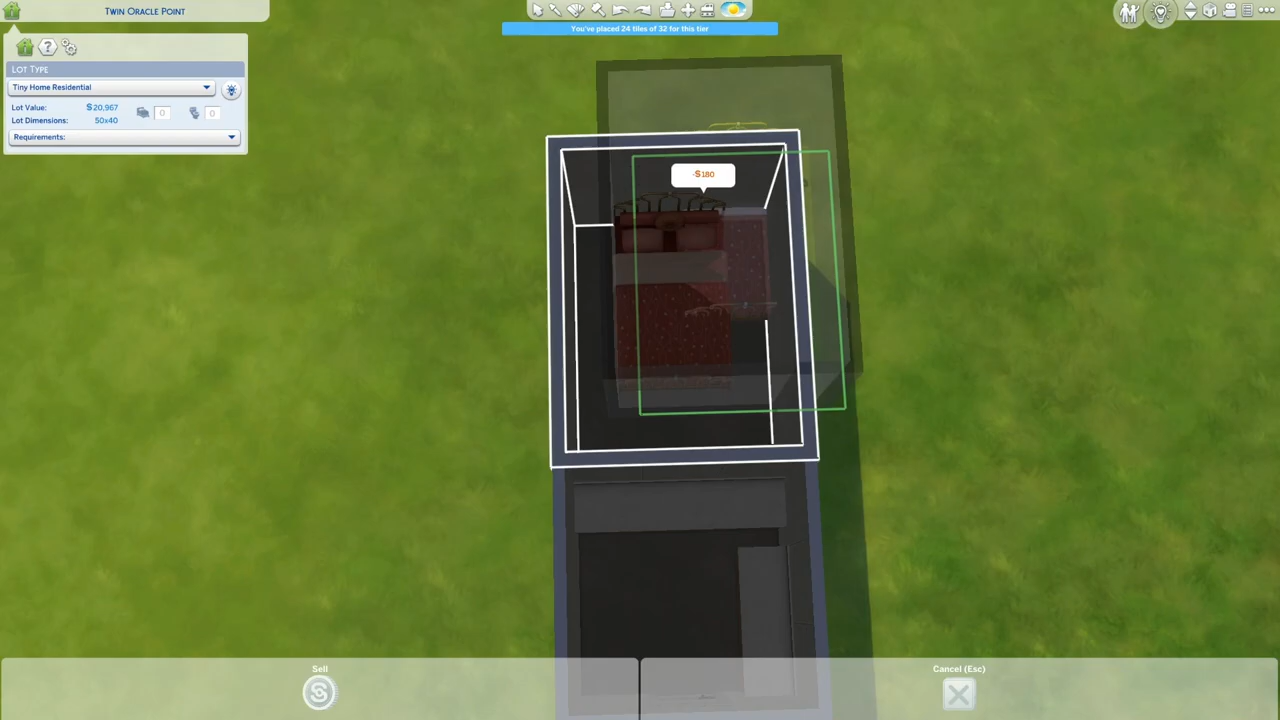 Twin Oracle Point
You've placed 24 tiles of 32 for this tier
Lot Type
Tiny Home Residential
Lot Value: §20,967
0
0
Lot Dimensions: 50x40
Requirements:
-§180
Sell
Cancel (Esc)